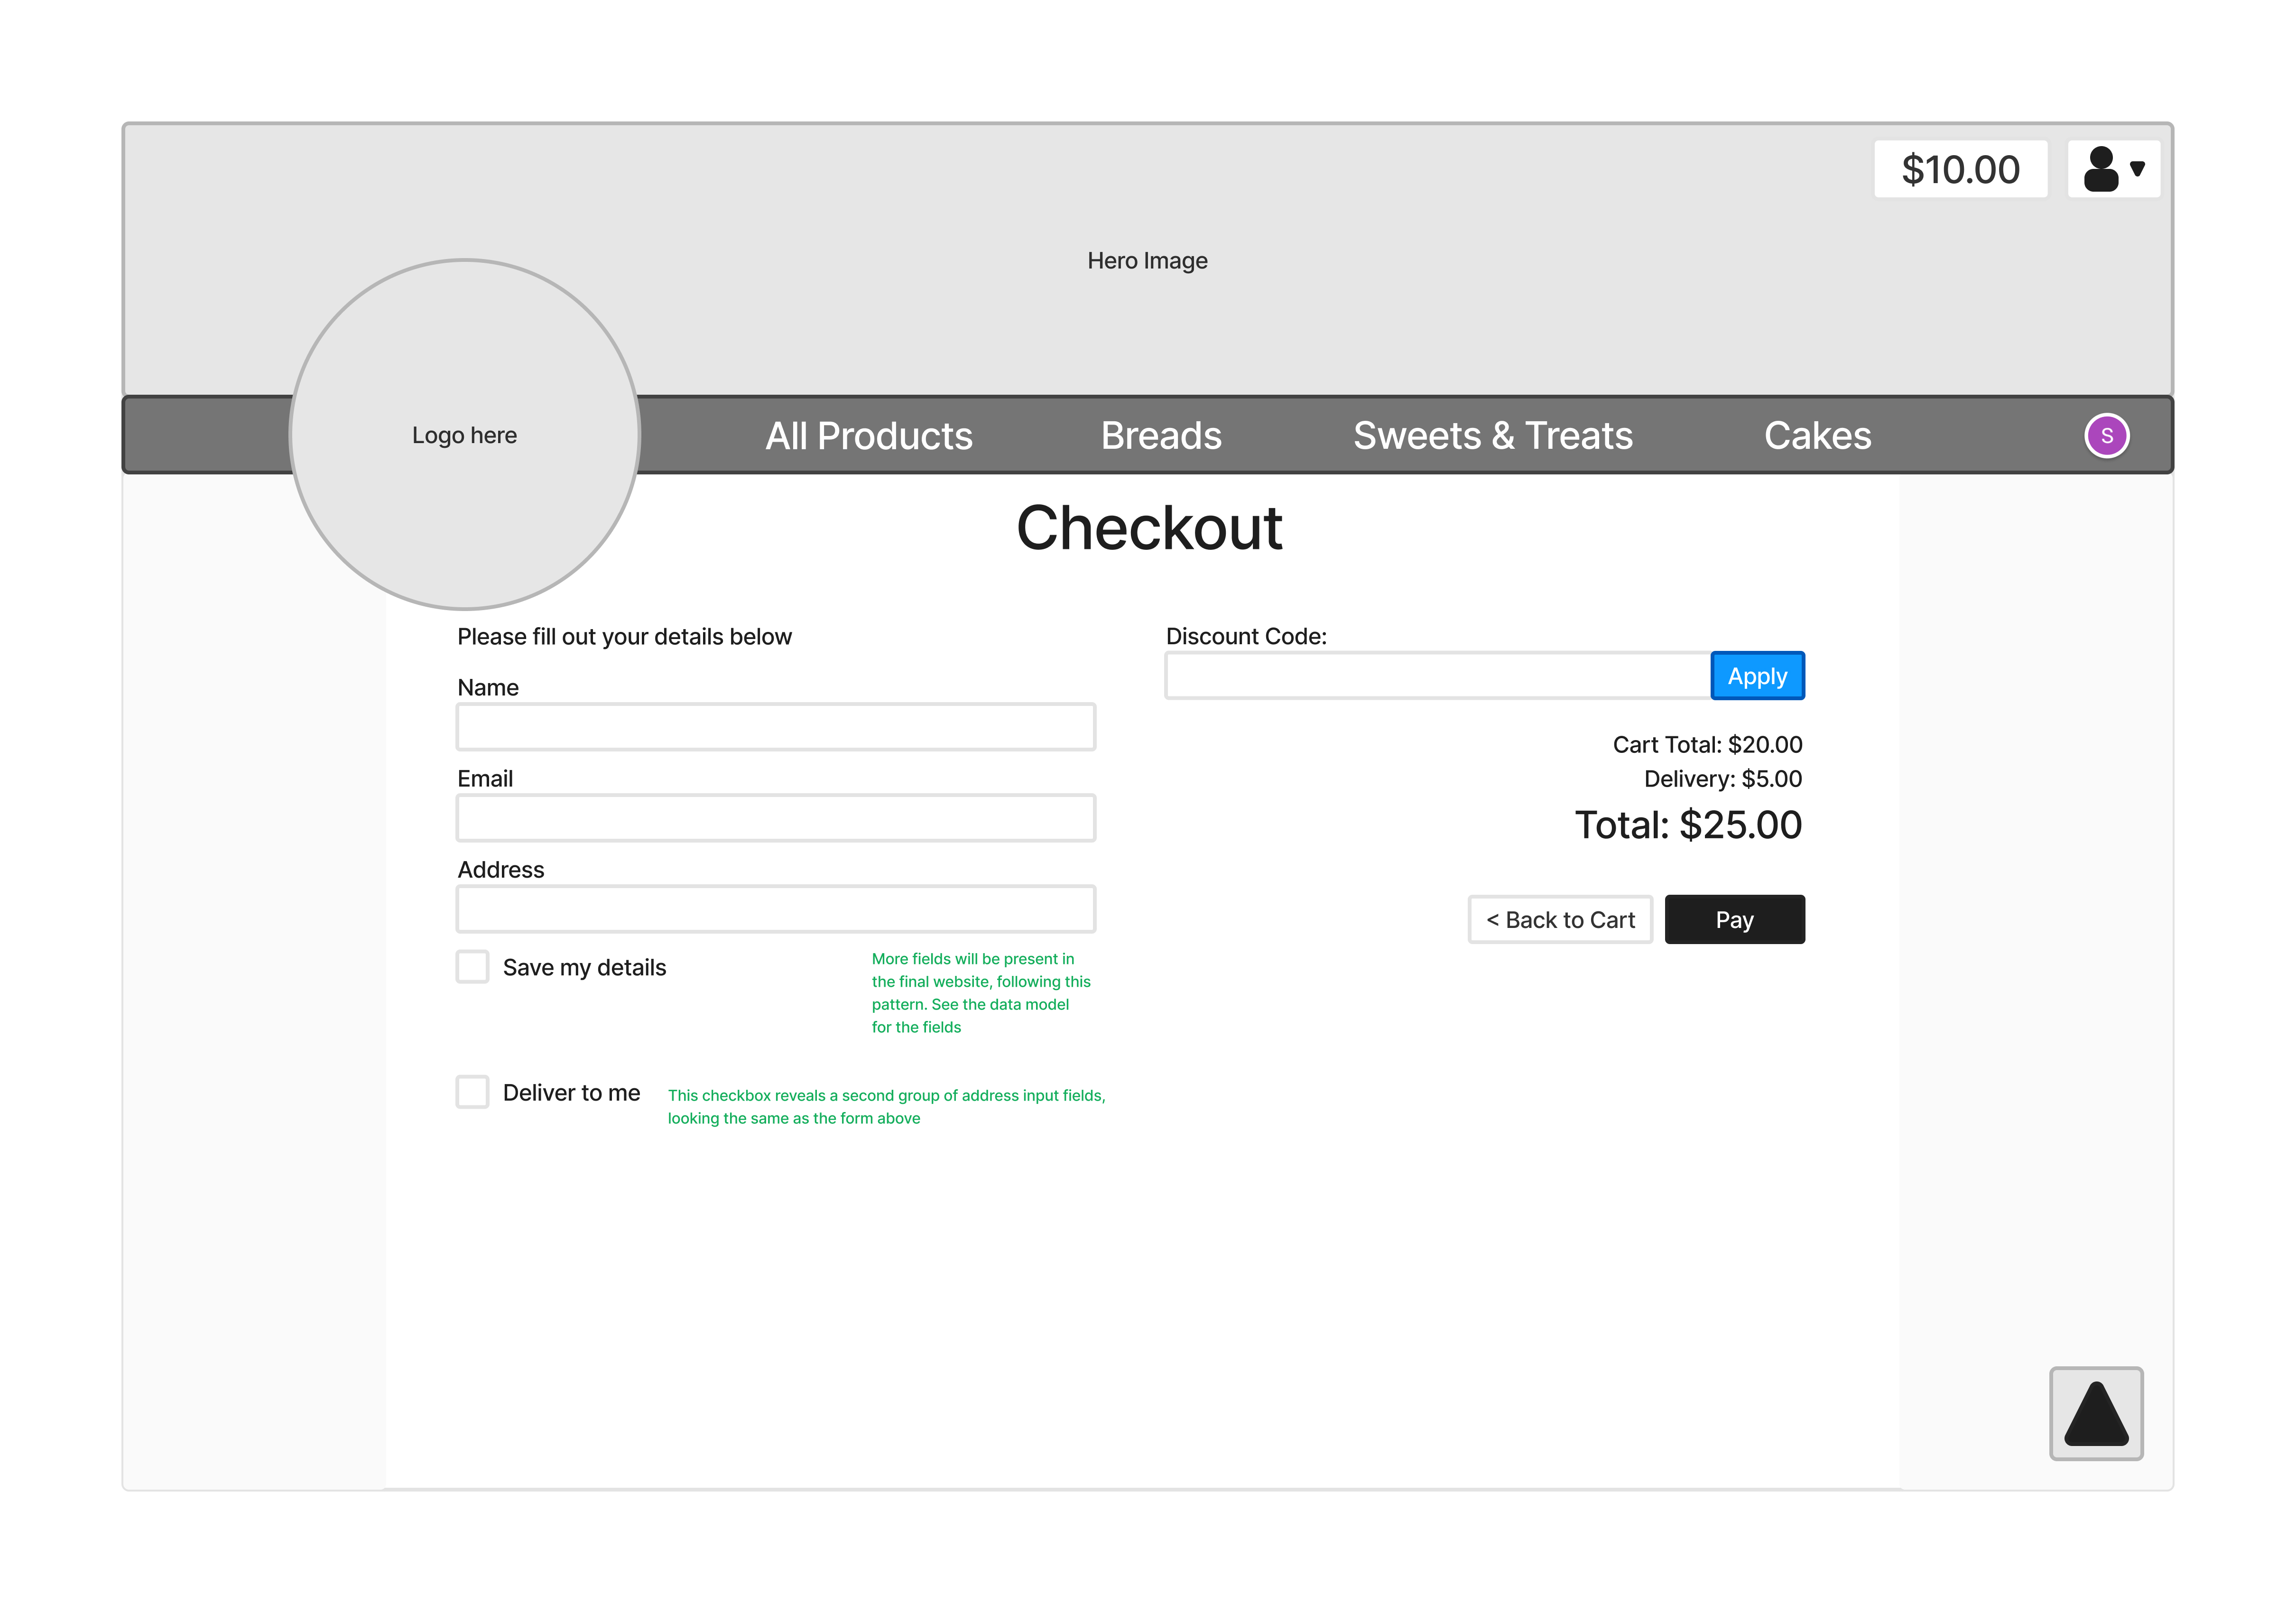 $10.00
Hero Image
Logo here
All Products
Breads
Sweets & Treats
Cakes
S
Checkout
Please fill out your details below
Name
Email
Address
Save my details
More fields will be present in
the final website, following this
pattern. See the data model
for the fields
Deliver to me
This checkbox reveals a second group of address input fields,
looking the same as the form above
Discount Code:
Apply
Cart Total: $20.00
Delivery: $5.00
Total: $25.00
< Back to Cart
Pay